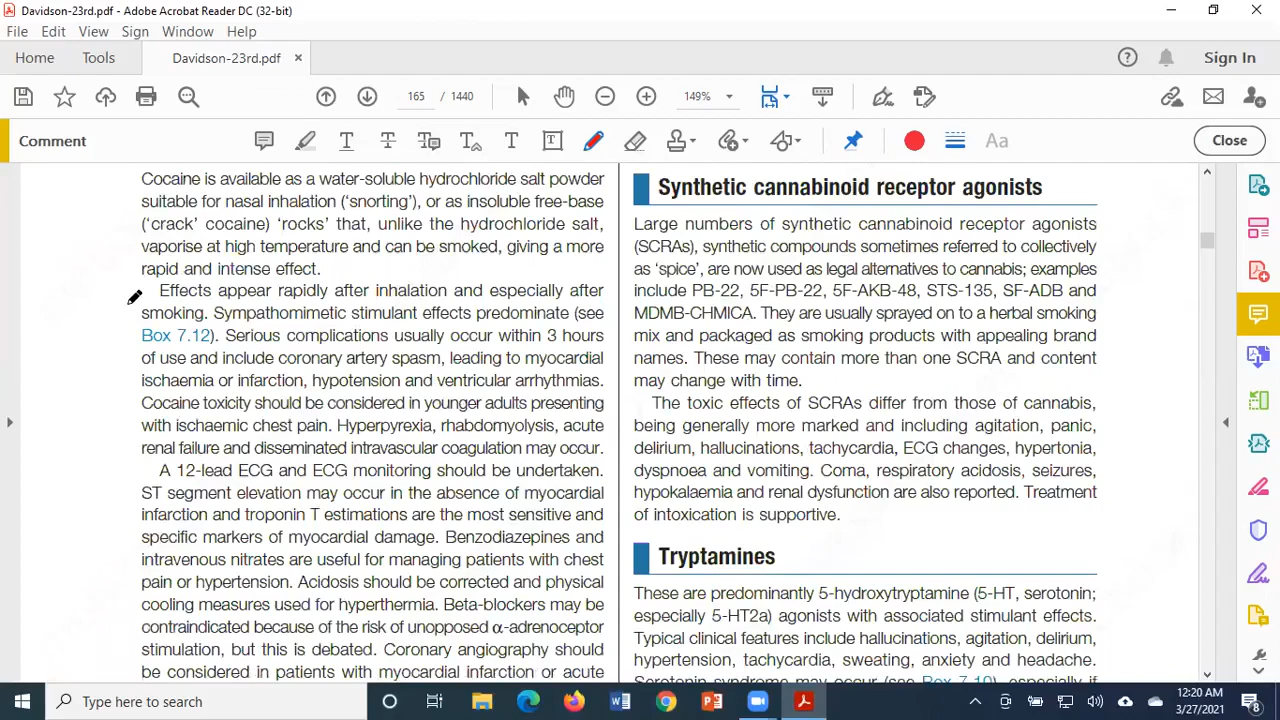 Davidson-23rd.pdf - Adobe Acrobat Reader DC (32-bit)
File Edit View Sign Window Help
Home Tools Davidson-23rd.pdf × Sign In
165 / 1440 149%
Comment Aa Close
Cocaine is available as a water-soluble hydrochloride salt powder
suitable for nasal inhalation (‘snorting’), or as insoluble free-base
(‘crack’ cocaine) ‘rocks’ that, unlike the hydrochloride salt,
vaporise at high temperature and can be smoked, giving a more
rapid and intense effect.
Effects appear rapidly after inhalation and especially after
smoking. Sympathomimetic stimulant effects predominate (see
Box 7.12). Serious complications usually occur within 3 hours
of use and include coronary artery spasm, leading to myocardial
ischaemia or infarction, hypotension and ventricular arrhythmias.
Cocaine toxicity should be considered in younger adults presenting
with ischaemic chest pain. Hyperpyrexia, rhabdomyolysis, acute
renal failure and disseminated intravascular coagulation may occur.
A 12-lead ECG and ECG monitoring should be undertaken.
ST segment elevation may occur in the absence of myocardial
infarction and troponin T estimations are the most sensitive and
specific markers of myocardial damage. Benzodiazepines and
intravenous nitrates are useful for managing patients with chest
pain or hypertension. Acidosis should be corrected and physical
cooling measures used for hyperthermia. Beta-blockers may be
contraindicated because of the risk of unopposed α-adrenoceptor
stimulation, but this is debated. Coronary angiography should
be considered in patients with myocardial infarction or acute
Synthetic cannabinoid receptor agonists
Large numbers of synthetic cannabinoid receptor agonists
(SCRAs), synthetic compounds sometimes referred to collectively
as ‘spice’, are now used as legal alternatives to cannabis; examples
include PB-22, 5F-PB-22, 5F-AKB-48, STS-135, SF-ADB and
MDMB-CHMICA. They are usually sprayed on to a herbal smoking
mix and packaged as smoking products with appealing brand
names. These may contain more than one SCRA and content
may change with time.
The toxic effects of SCRAs differ from those of cannabis,
being generally more marked and including agitation, panic,
delirium, hallucinations, tachycardia, ECG changes, hypertonia,
dyspnoea and vomiting. Coma, respiratory acidosis, seizures,
hypokalaemia and renal dysfunction are also reported. Treatment
of intoxication is supportive.
Tryptamines
These are predominantly 5-hydroxytryptamine (5-HT, serotonin;
especially 5-HT2a) agonists with associated stimulant effects.
Typical clinical features include hallucinations, agitation, delirium,
hypertension, tachycardia, sweating, anxiety and headache.
Serotonin syndrome may occur (see Box 7.10), especially if
Type here to search
12:20 AM
3/27/2021
8